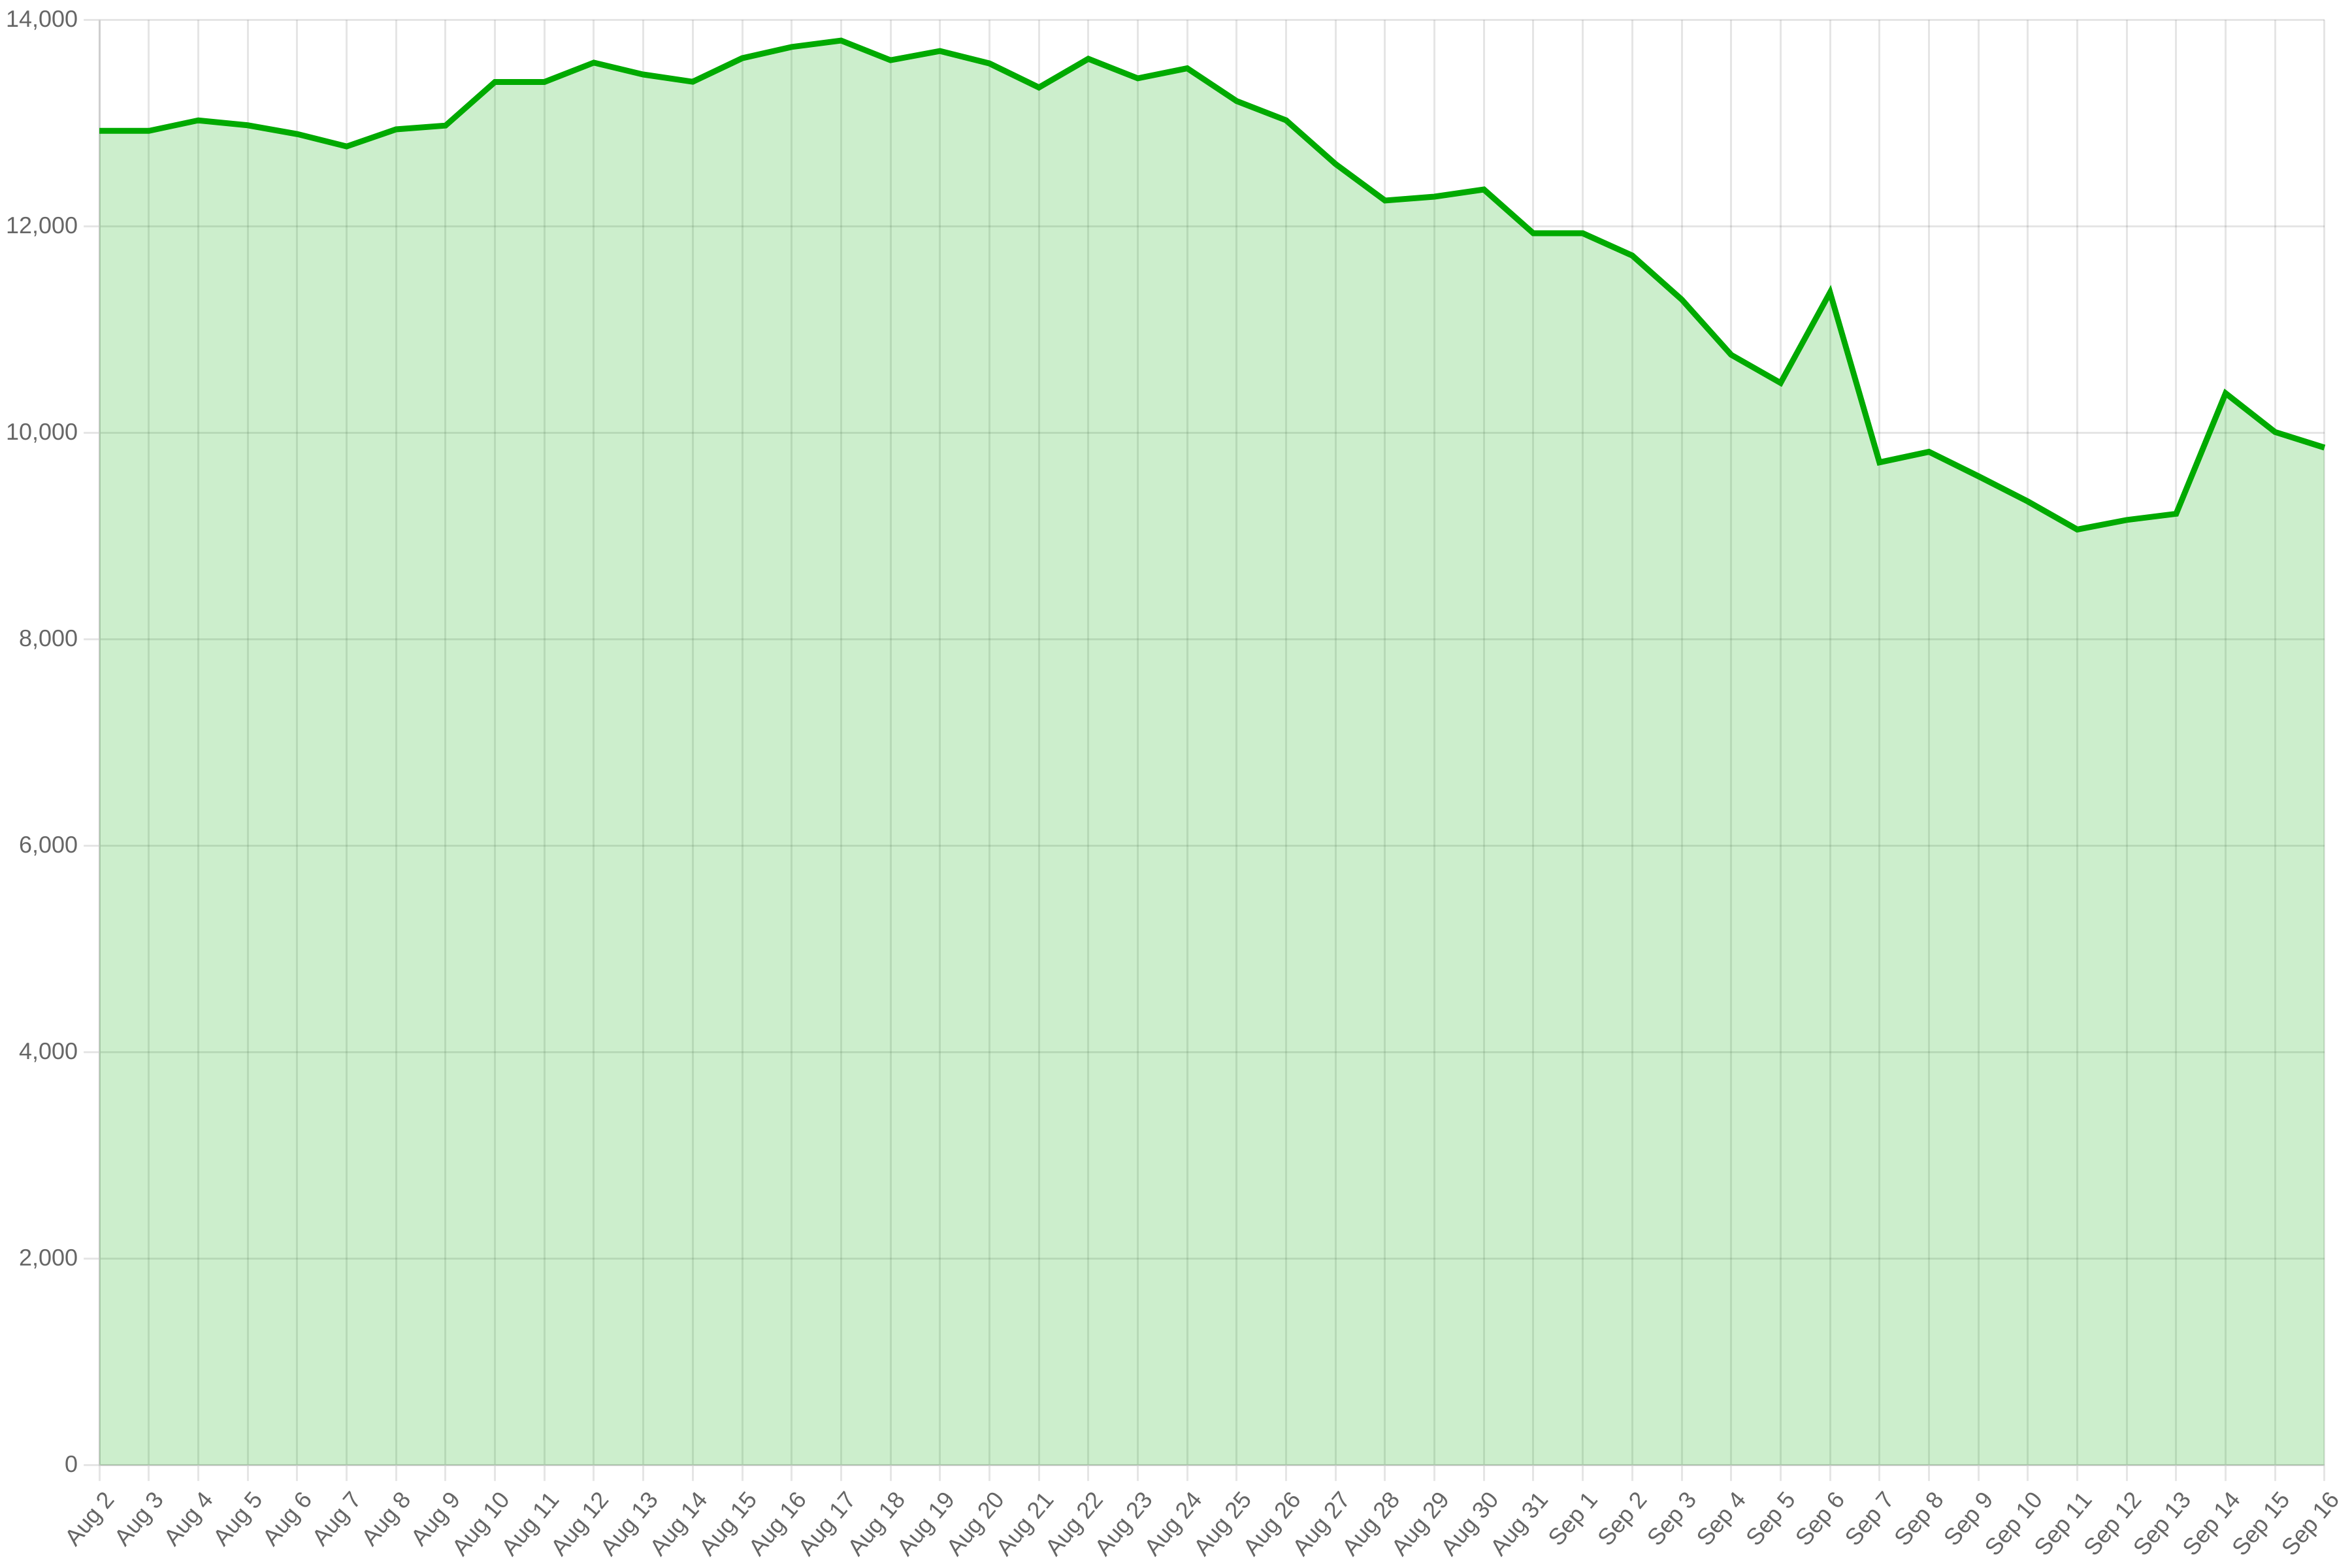 14,000
12,000
10,000
8,000
6,000
4,000
2,000
0
Aug 2
Aug 3
Aug 4
Aug 5
Aug 6
Aug 7
Aug 8
Aug 9
Aug 10
Aug 11
Aug 12
Aug 13
Aug 14
Aug 15
Aug 16
Aug 17
Aug 18
Aug 19
Aug 20
Aug 21
Aug 22
Aug 23
Aug 24
Aug 25
Aug 26
Aug 27
Aug 28
Aug 29
Aug 30
Aug 31
Sep 1
Sep 2
Sep 3
Sep 4
Sep 5
Sep 6
Sep 7
Sep 8
Sep 9
Sep 10
Sep 11
Sep 12
Sep 13
Sep 14
Sep 15
Sep 16